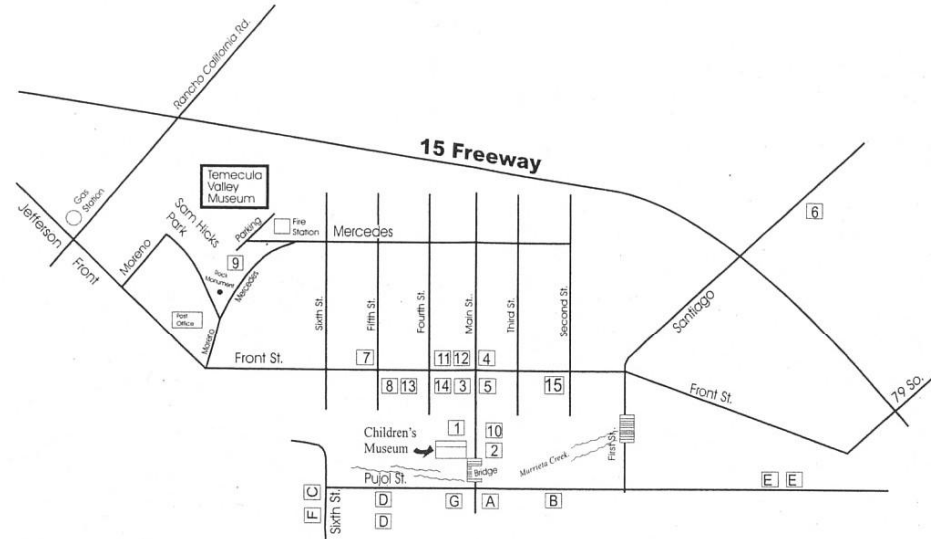 Rancho California Rd.
15 Freeway
Temecula
Valley
Museum
Gas
Station
Jefferson
Front
Moreno
Sam Hicks
Park
Parking
Fire
Station
Mercedes
6
9
Rock
Monument
Mercedes
Post
Office
Moreno
Sixth St.
Fifth St.
Fourth St.
Main St.
Third St.
Second St.
Santiago
Front St.
7
11
12
4
8
13
14
3
5
15
Front St.
79 So.
1
10
Children's
Museum
2
Bridge
Murrieta Creek
First St.
Pujol St.
E
E
C
F
Sixth St.
D
D
G
A
B